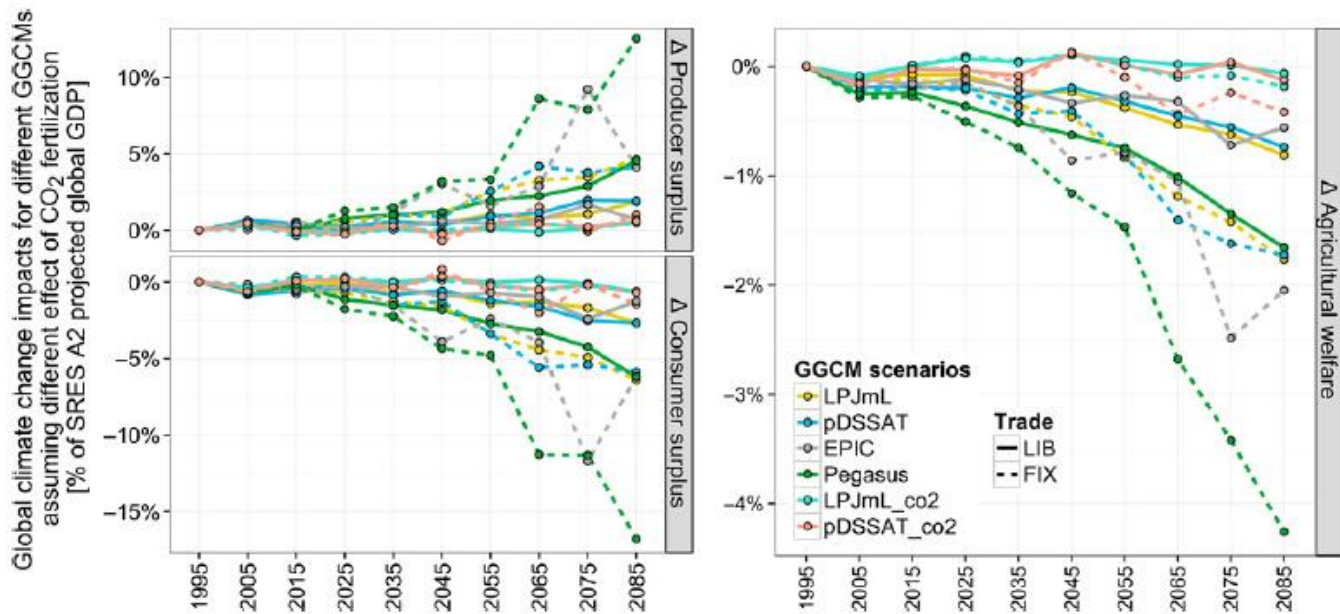 Global climate change impacts for different GGCMs
assuming different effect of CO2 fertilization
[% of SRES A2 projected global GDP]
10%
5%
0%
Δ Producer surplus
0%
−5%
−10%
−15%
Δ Consumer surplus
1995
2005
2015
2025
2035
2045
2055
2065
2075
2085
0%
−1%
−2%
−3%
−4%
GGCM scenarios
LPJmL
pDSSAT
EPIC
Pegasus
LPJmL_co2
pDSSAT_co2
Trade
LIB
FIX
Δ Agricultural welfare
1995
2005
2015
2025
2035
2045
2055
2065
2075
2085